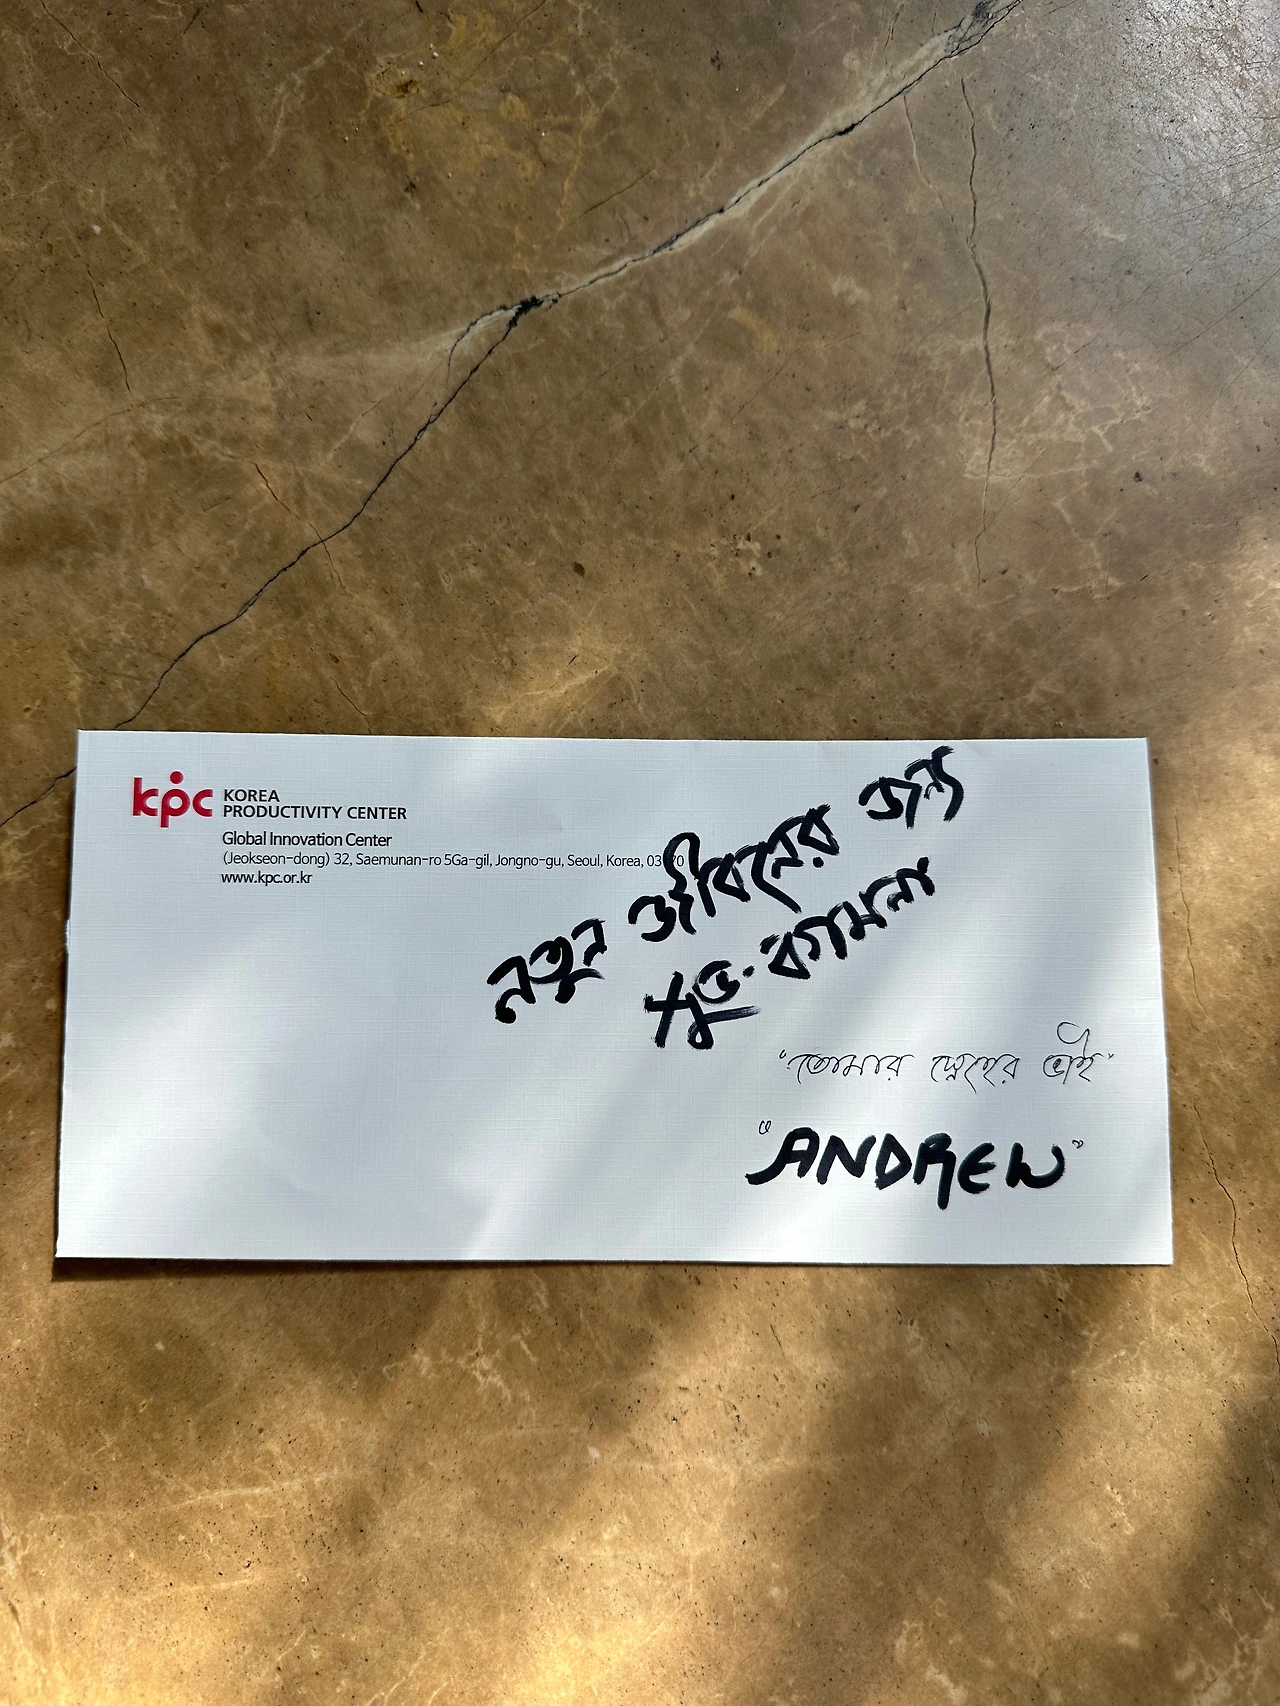 kpc KOREA
PRODUCTIVITY CENTER
Global Innovation Center
(Jeokseon-dong) 32, Saemunan-ro 5Ga-gil, Jongno-gu, Seoul, Korea,
www.kpc.or.kr
নতুন জীবনের জন্য
শুভ-কামনা
"তোমার স্নেহের ভাই"
"ANDREW"